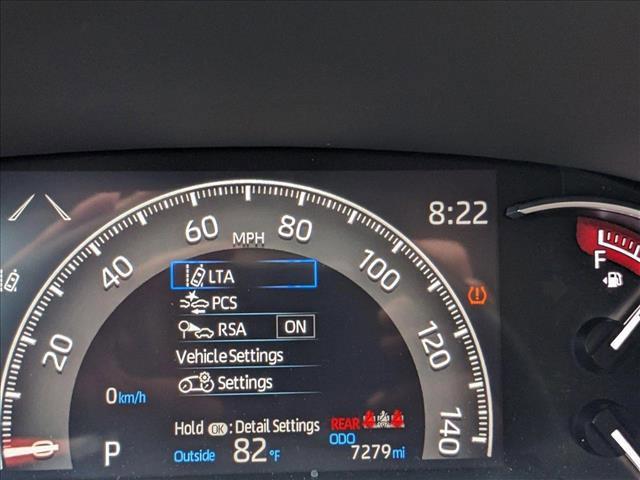 8:22
60 MPH 80
40 100
20 120
0 140
LTA
PCS
RSA ON
Vehicle Settings
Settings
0 km/h
Hold OK : Detail Settings
REAR
ODO
P Outside 82 °F 7279 mi
F